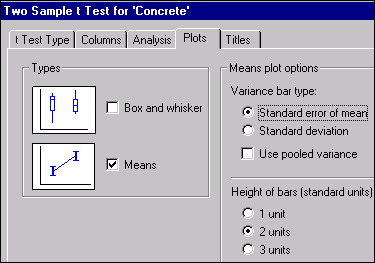 Two Sample t Test for 'Concrete'
t Test Type
Columns
Analysis
Plots
Titles
Types
Box and whisker
Means
Means plot options
Variance bar type:
Standard error of mean
Standard deviation
Use pooled variance
Height of bars (standard units)
1 unit
2 units
3 units